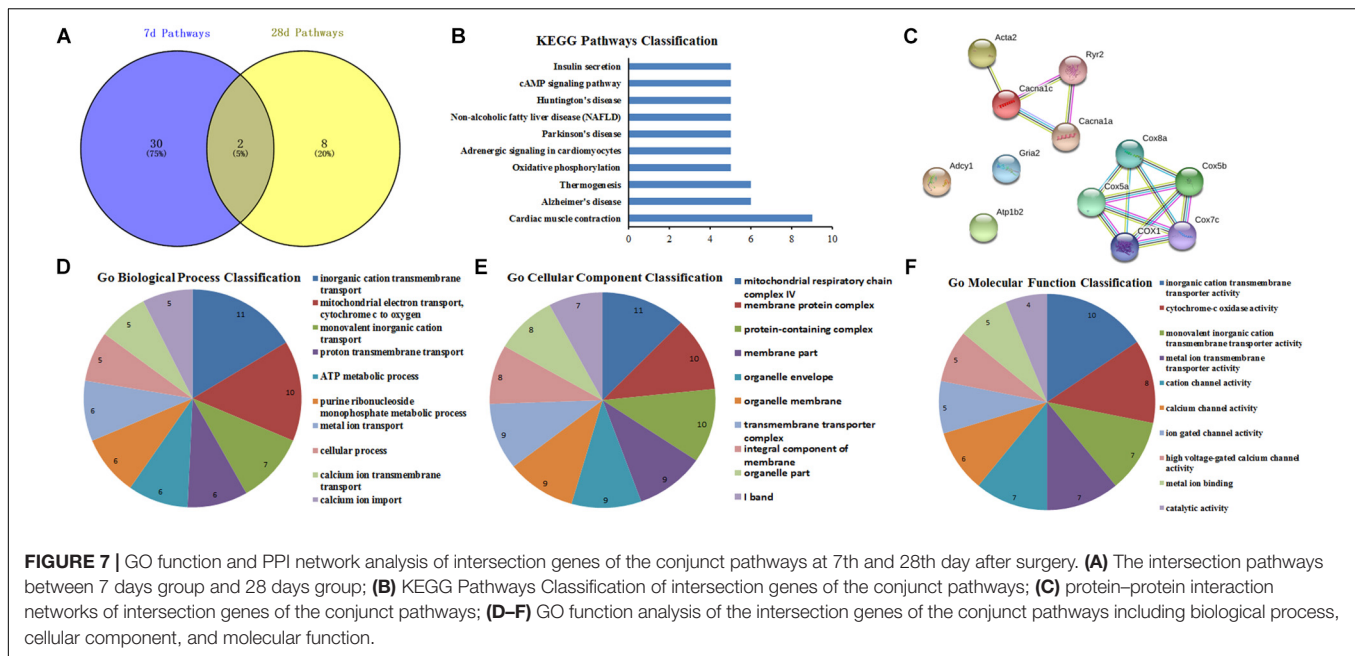 A
7d Pathways
28d Pathways
30
(75%)
2
(5%)
8
(20%)
B
KEGG Pathways Classification
Insulin secretion
cAMP signaling pathway
Huntington's disease
Non-alcoholic fatty liver disease (NAFLD)
Parkinson's disease
Adrenergic signaling in cardiomyocytes
Oxidative phosphorylation
Thermogenesis
Alzheimer's disease
Cardiac muscle contraction
0 2 4 6 8 10
C
Acta2
Ryr2
Cacna1c
Cacna1a
Cox8a
Gria2
Cox5b
Adcy1
Cox5a
Atp1b2
Cox7c
COX1
D
Go Biological Process Classification
11
10
7
6
6
6
6
5
5
5
inorganic cation transmembrane
transport
mitochondrial electron transport,
cytochrome c to oxygen
monovalent inorganic cation
transport
proton transmembrane transport
ATP metabolic process
purine ribonucleoside
monophosphate metabolic process
metal ion transport
cellular process
calcium ion transmembrane
transport
calcium ion import
E
Go Cellular Component Classification
11
10
10
9
9
9
9
8
8
7
mitochondrial respiratory chain
complex IV
membrane protein complex
protein-containing complex
membrane part
organelle envelope
organelle membrane
transmembrane transporter
complex
integral component of
membrane
organelle part
I band
F
Go Molecular Function Classification
10
8
7
7
7
6
5
5
5
4
inorganic cation transmembrane
transporter activity
cytochrome-c oxidase activity
monovalent inorganic cation
transmembrane transporter activity
metal ion transmembrane
transporter activity
cation channel activity
calcium channel activity
ion gated channel activity
high voltage-gated calcium channel
activity
metal ion binding
catalytic activity
FIGURE 7 | GO function and PPI network analysis of intersection genes of the conjunct pathways at 7th and 28th day after surgery. (A) The intersection pathways
between 7 days group and 28 days group; (B) KEGG Pathways Classification of intersection genes of the conjunct pathways; (C) protein–protein interaction
networks of intersection genes of the conjunct pathways; (D–F) GO function analysis of the intersection genes of the conjunct pathways including biological process,
cellular component, and molecular function.